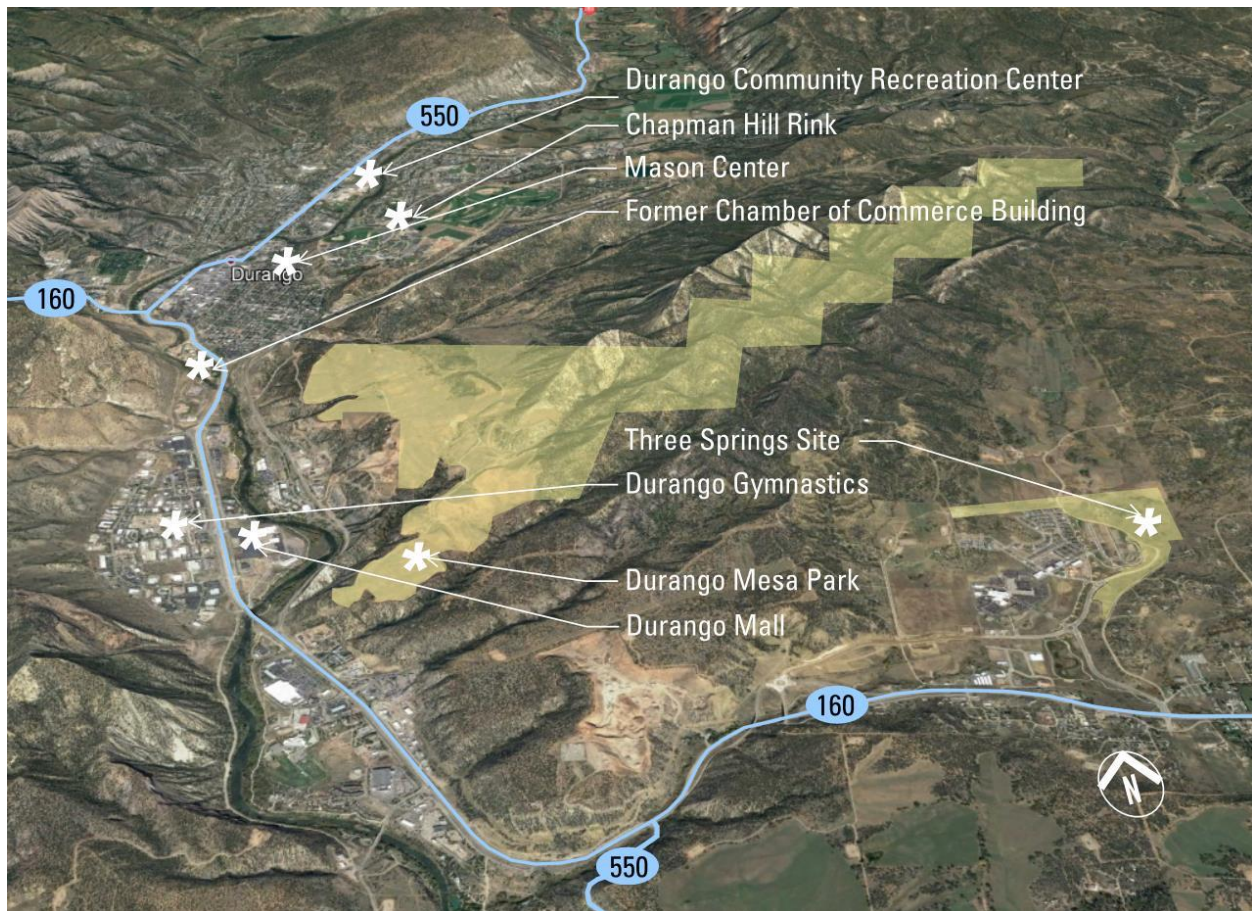 550
Durango Community Recreation Center
Chapman Hill Rink
Mason Center
Former Chamber of Commerce Building
Durango
160
Three Springs Site
Durango Gymnastics
Durango Mesa Park
Durango Mall
160
N
550